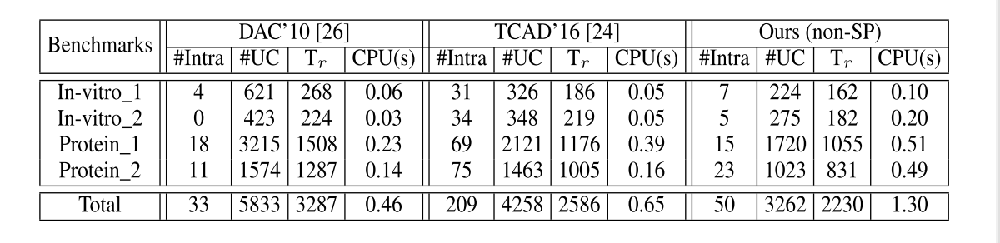 Benchmarks DAC'10 [26] TCAD'16 [24] Ours (non-SP)
#Intra #UC Tr CPU(s) #Intra #UC Tr CPU(s) #Intra #UC Tr CPU(s)
In-vitro_1 4 621 268 0.06 31 326 186 0.05 7 224 162 0.10
In-vitro_2 0 423 224 0.03 34 348 219 0.05 5 275 182 0.20
Protein_1 18 3215 1508 0.23 69 2121 1176 0.39 15 1720 1055 0.51
Protein_2 11 1574 1287 0.14 75 1463 1005 0.16 23 1023 831 0.49
Total 33 5833 3287 0.46 209 4258 2586 0.65 50 3262 2230 1.30